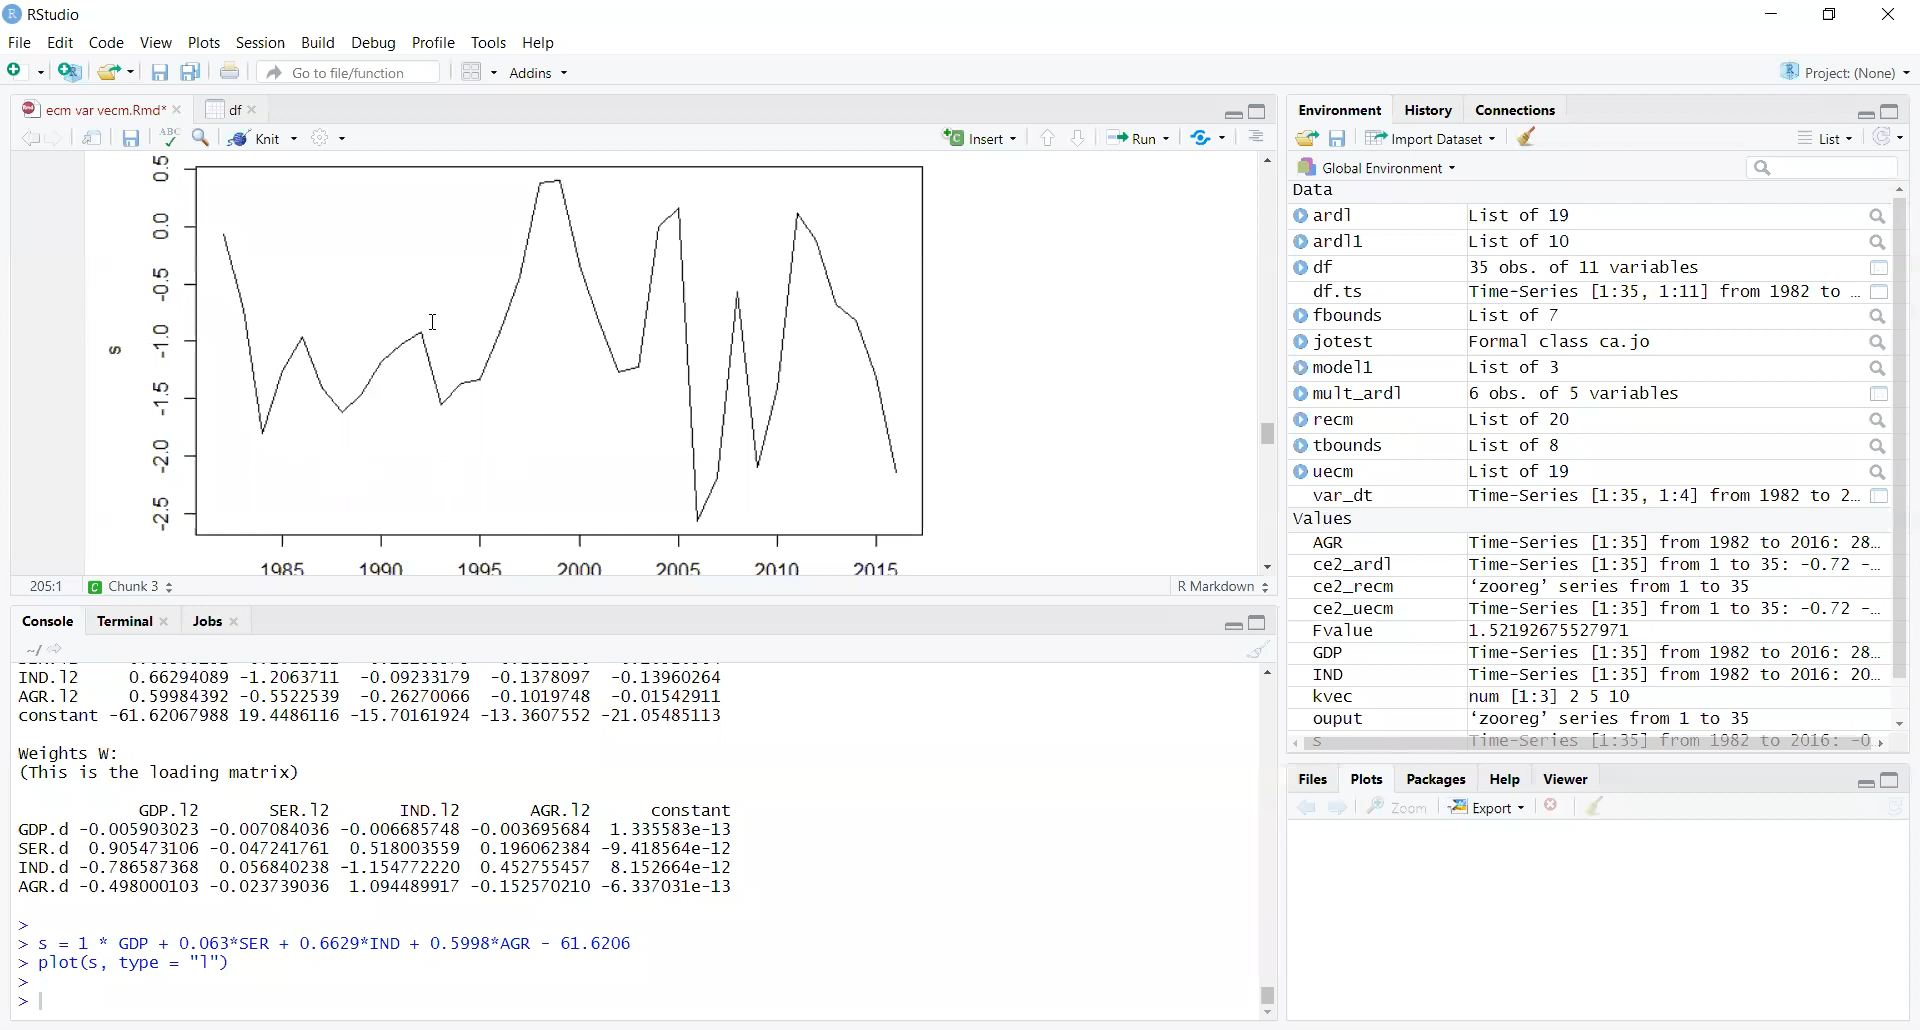 RStudio
File Edit Code View Plots Session Build Debug Profile Tools Help
Go to file/function Addins Project: (None)
ecm var vecm.Rmd* df
ABC Knit Insert Run
0.5
0.0
-0.5
-1.0
-1.5
-2.0
-2.5
s
1985 1990 1995 2000 2005 2010 2015
205:1 Chunk 3 R Markdown
Console Terminal Jobs
~/
IND.l2 0.66294089 -1.2063711 -0.09233179 -0.1378097 -0.13960264
AGR.l2 0.59984392 -0.5522539 -0.26270066 -0.1019748 -0.01542911
constant -61.62067988 19.4486116 -15.70161924 -13.3607552 -21.05485113
Weights W:
(This is the loading matrix)
GDP.l2 SER.l2 IND.l2 AGR.l2 constant
GDP.d -0.005903023 -0.007084036 -0.006685748 -0.003695684 1.335583e-13
SER.d 0.905473106 -0.047241761 0.518003559 0.196062384 -9.418564e-12
IND.d -0.786587368 0.056840238 -1.154772220 0.452755457 8.152664e-12
AGR.d -0.498000103 -0.023739036 1.094489917 -0.152570210 -6.337031e-13
>
> s = 1 * GDP + 0.063*SER + 0.6629*IND + 0.5998*AGR - 61.6206
> plot(s, type = "l")
>
>
Environment History Connections
Import Dataset List
Global Environment
Data
ardl List of 19
ardl1 List of 10
df 35 obs. of 11 variables
df.ts Time-Series [1:35, 1:11] from 1982 to …
fbounds List of 7
jotest Formal class ca.jo
model1 List of 3
mult_ardl 6 obs. of 5 variables
recm List of 20
tbounds List of 8
uecm List of 19
var_dt Time-Series [1:35, 1:4] from 1982 to 2…
Values
AGR Time-Series [1:35] from 1982 to 2016: 28…
ce2_ardl Time-Series [1:35] from 1 to 35: -0.72 -…
ce2_recm ‘zooreg’ series from 1 to 35
ce2_uecm Time-Series [1:35] from 1 to 35: -0.72 -…
Fvalue 1.52192675527971
GDP Time-Series [1:35] from 1982 to 2016: 28…
IND Time-Series [1:35] from 1982 to 2016: 20…
kvec num [1:3] 2 5 10
ouput ‘zooreg’ series from 1 to 35
s Time-Series [1:35] from 1982 to 2016: -0…
Files Plots Packages Help Viewer
Zoom Export